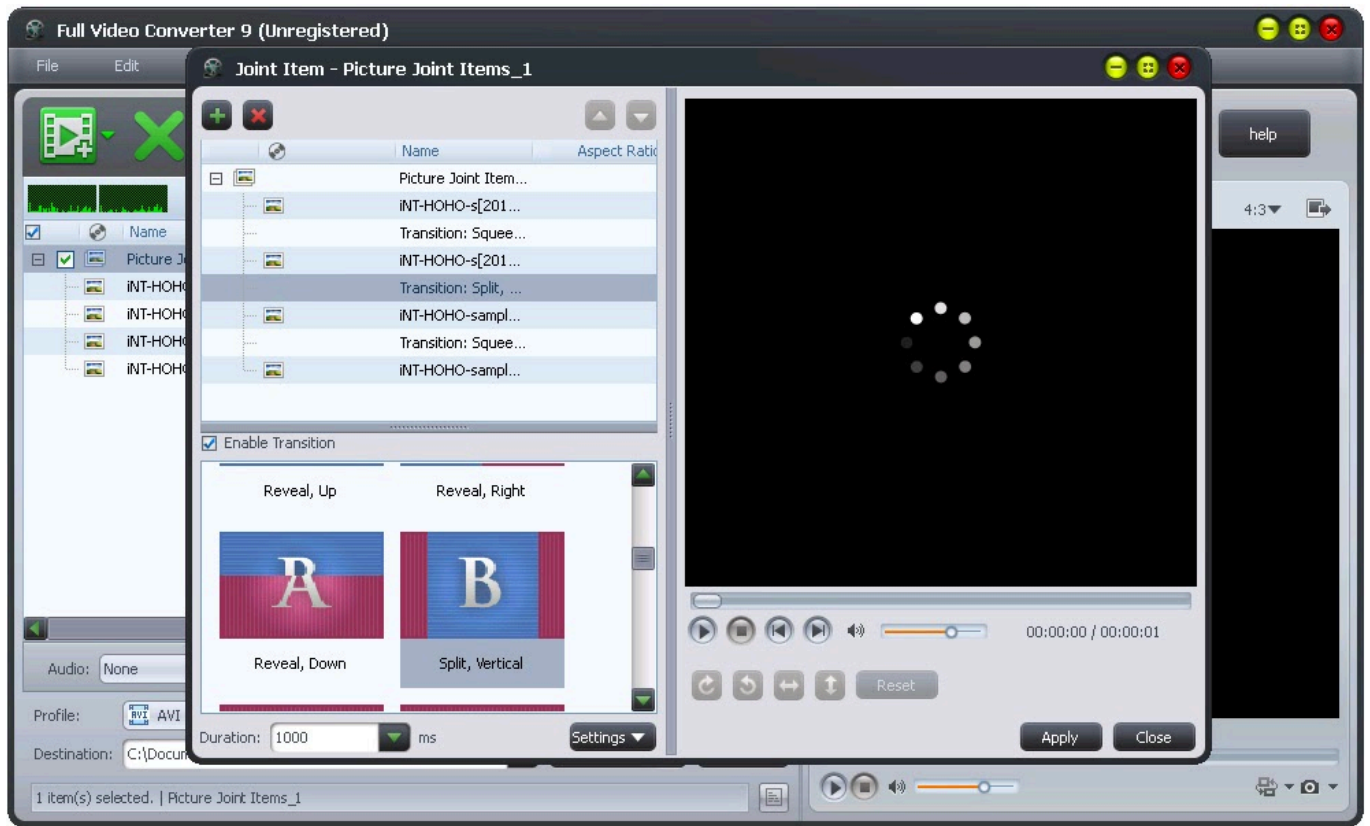 Full Video Converter 9 (Unregistered)
File Edit
Joint Item - Picture Joint Items_1
help
Name Aspect Ratio
Picture Joint Item...
iNT-HOHO-s[201...
Transition: Squee...
iNT-HOHO-s[201...
Transition: Split, ...
iNT-HOHO-sampl...
Transition: Squee...
iNT-HOHO-sampl...
4:3
Name
Picture J
iNT-HOHO
iNT-HOHO
iNT-HOHO
iNT-HOHO
Enable Transition
Reveal, Up Reveal, Right
A B
Reveal, Down Split, Vertical
00:00:00 / 00:00:01
Reset
Audio: None
Profile: AVI AVI
Duration: 1000 ms Settings
Apply Close
Destination: C:\Docum
1 item(s) selected. | Picture Joint Items_1